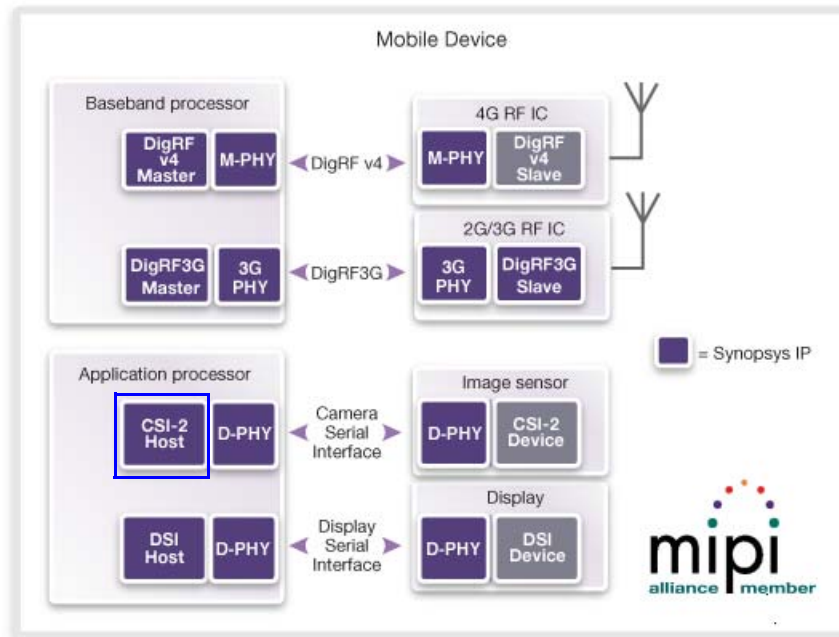 Mobile Device
Baseband processor
DigRF
v4
Master
M-PHY
DigRF v4
4G RF IC
M-PHY
DigRF
v4
Slave
DigRF3G
Master
3G
PHY
DigRF3G
2G/3G RF IC
3G
PHY
DigRF3G
Slave
= Synopsys IP
Application processor
CSI-2
Host
D-PHY
Camera
Serial
Interface
Image sensor
D-PHY
CSI-2
Device
DSI
Host
D-PHY
Display
Serial
Interface
Display
D-PHY
DSI
Device
mipi
alliance member